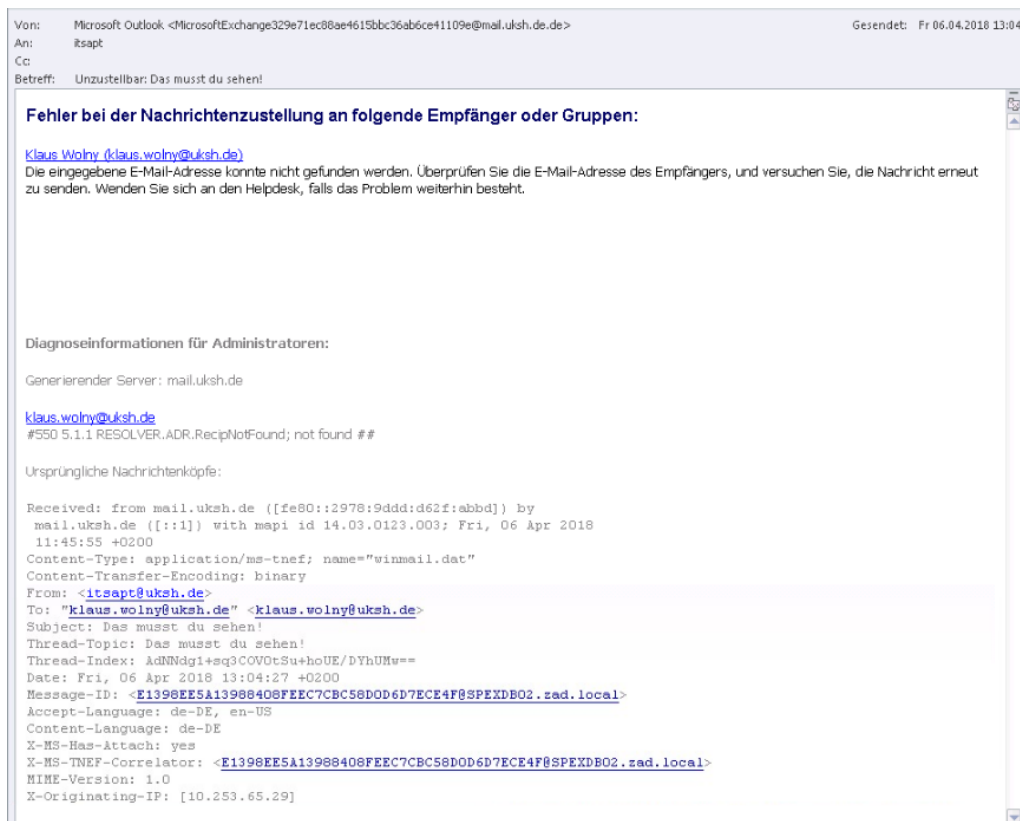 Von: Microsoft Outlook <MicrosoftExchange329e71ec88ae4615bbc36ab6ce41109e@mail.uksh.de.de> Gesendet: Fr 06.04.2018 13:04
An: itsapt
Cc:
Betreff: Unzustellbar: Das musst du sehen!
Fehler bei der Nachrichtenzustellung an folgende Empfänger oder Gruppen:
Klaus Wolny (klaus.wolny@uksh.de)
Die eingegebene E-Mail-Adresse konnte nicht gefunden werden. Überprüfen Sie die E-Mail-Adresse des Empfängers, und versuchen Sie, die Nachricht erneut
zu senden. Wenden Sie sich an den Helpdesk, falls das Problem weiterhin besteht.
Diagnoseinformationen für Administratoren:
Generierender Server: mail.uksh.de
klaus.wolny@uksh.de
#550 5.1.1 RESOLVER.ADR.RecipNotFound; not found ##
Ursprüngliche Nachrichtenköpfe:
Received: from mail.uksh.de ([fe80::2978:9ddd:d62f:abbd]) by
mail.uksh.de ([::1]) with mapi id 14.03.0123.003; Fri, 06 Apr 2018
11:45:55 +0200
Content-Type: application/ms-tnef; name="winmail.dat"
Content-Transfer-Encoding: binary
From: <itsapt@uksh.de>
To: "klaus.wolny@uksh.de" <klaus.wolny@uksh.de>
Subject: Das musst du sehen!
Thread-Topic: Das musst du sehen!
Thread-Index: AdNNdgi+sq3COVOtSu+hoUE/DYhUMw==
Date: Fri, 06 Apr 2018 13:04:27 +0200
Message-ID: <E1398EE5A13988408FEEC7CBC58D0D6D7ECE4F@SPEXDB02.zad.local>
Accept-Language: de-DE, en-US
Content-Language: de-DE
X-MS-Has-Attach: yes
X-MS-TNEF-Correlator: <E1398EE5A13988408FEEC7CBC58D0D6D7ECE4F@SPEXDB02.zad.local>
MIME-Version: 1.0
X-Originating-IP: [10.253.65.29]